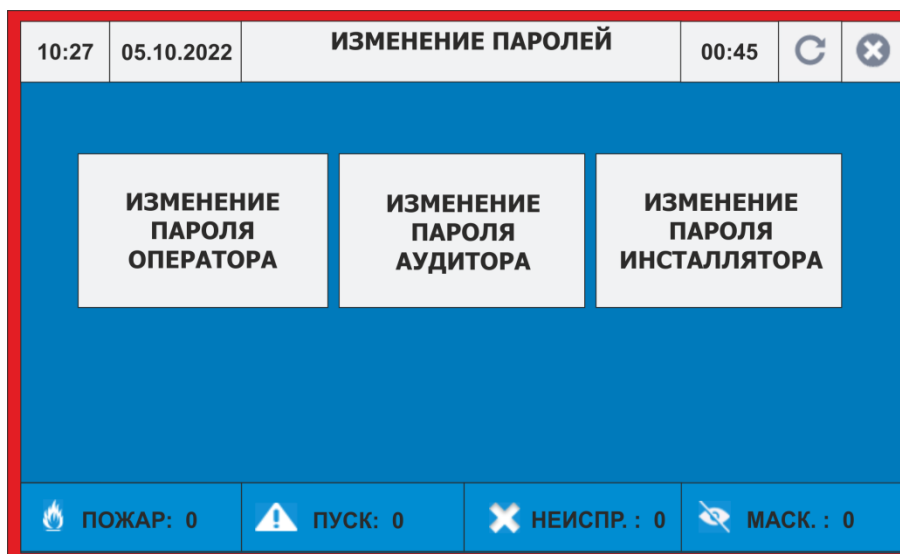 10:27 05.10.2022 ИЗМЕНЕНИЕ ПАРОЛЕЙ 00:45
ИЗМЕНЕНИЕ
ПАРОЛЯ
ОПЕРАТОРА
ИЗМЕНЕНИЕ
ПАРОЛЯ
АУДИТОРА
ИЗМЕНЕНИЕ
ПАРОЛЯ
ИНСТАЛЛЯТОРА
ПОЖАР: 0 ПУСК: 0 НЕИСПР. : 0 МАСК. : 0